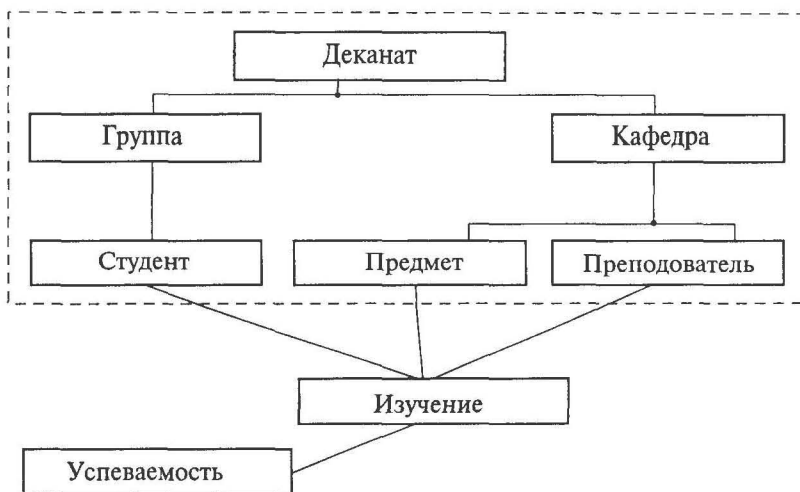 Деканат
Группа
Кафедра
Студент
Предмет
Преподователь
Изучение
Успеваемость